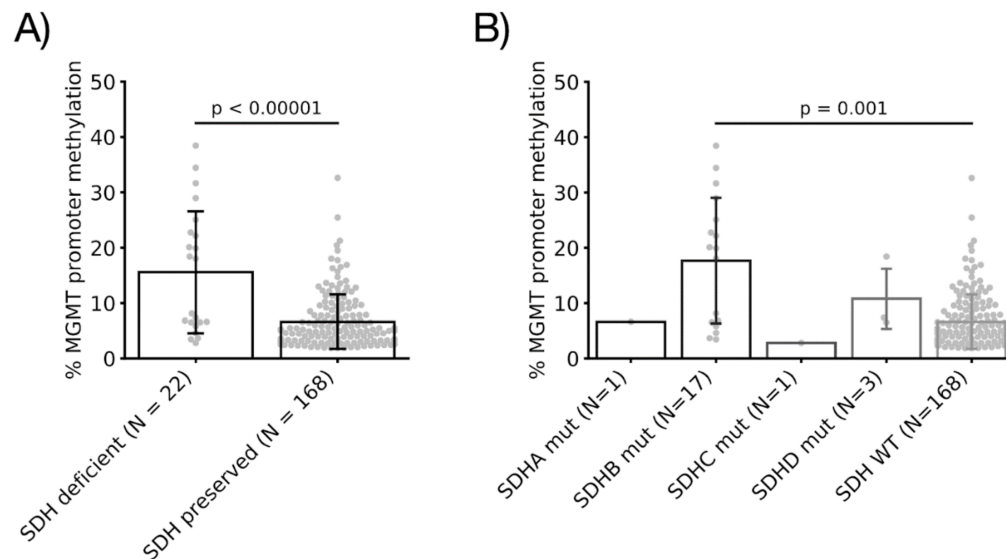 A)
% MGMT promoter methylation
50
40
30
20
10
0
p < 0.00001
SDH deficient (N = 22)
SDH preserved (N = 168)
B)
% MGMT promoter methylation
50
40
30
20
10
0
p = 0.001
SDHA mut (N=1)
SDHB mut (N=17)
SDHC mut (N=1)
SDHD mut (N=3)
SDH WT (N=168)